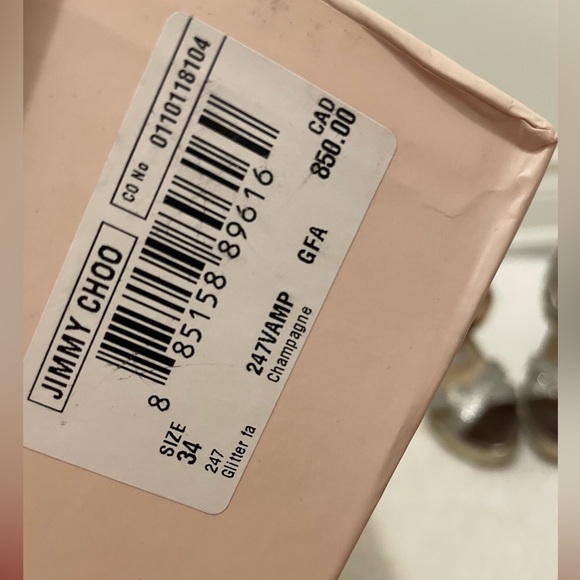 JIMMY CHOO
CO No 0110118104
8 85158 89616
CAD
850.00
247VAMP GFA
Champagne
SIZE
34
247
Glitter fa